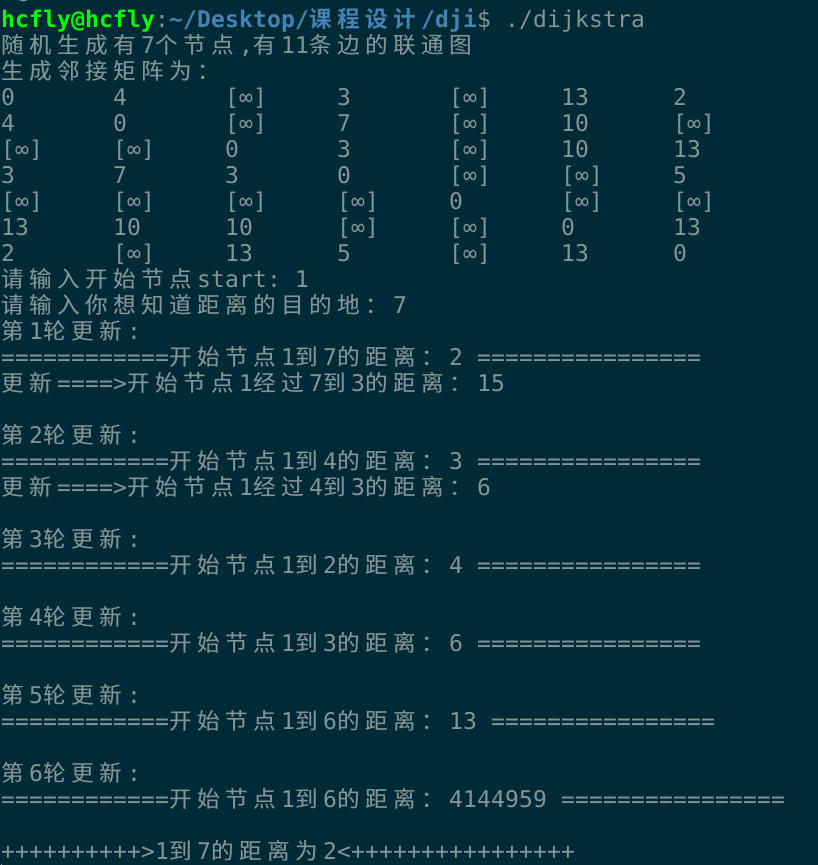 hcfly@hcfly:~/Desktop/课程设计/dji$ ./dijkstra
随机生成有7个节点,有11条边的联通图
生成邻接矩阵为:
0 4 [∞] 3 [∞] 13 2
4 0 [∞] 7 [∞] 10 [∞]
[∞] [∞] 0 3 [∞] 10 13
3 7 3 0 [∞] [∞] 5
[∞] [∞] [∞] [∞] 0 [∞] [∞]
13 10 10 [∞] [∞] 0 13
2 [∞] 13 5 [∞] 13 0
请输入开始节点start: 1
请输入你想知道距离的目的地: 7
第1轮更新:
============开始节点1到7的距离: 2 ================
更新====>开始节点1经过7到3的距离: 15
第2轮更新:
============开始节点1到4的距离: 3 ================
更新====>开始节点1经过4到3的距离: 6
第3轮更新:
============开始节点1到2的距离: 4 ================
第4轮更新:
============开始节点1到3的距离: 6 ================
第5轮更新:
============开始节点1到6的距离: 13 ================
第6轮更新:
============开始节点1到6的距离: 4144959 ================
++++++++++>1到7的距离为2<++++++++++++++++